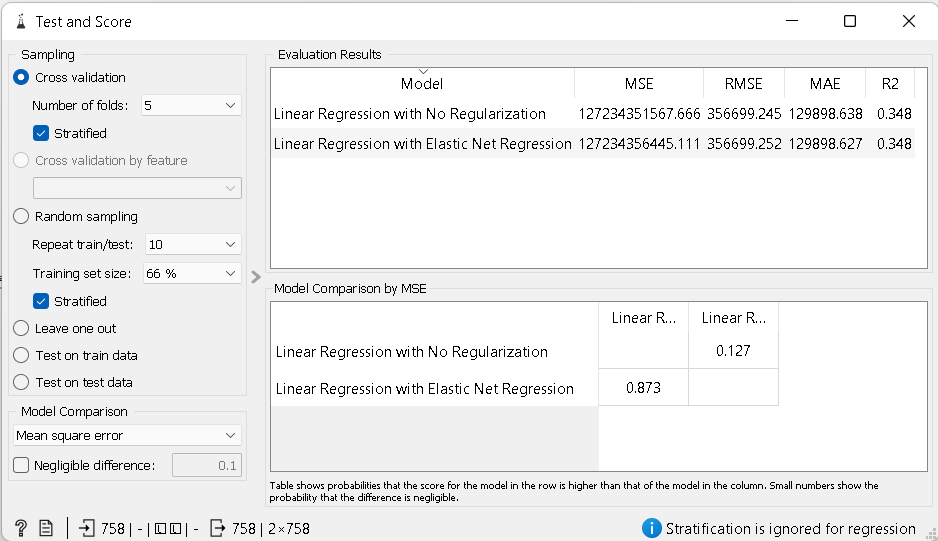 Test and Score
Sampling
Cross validation
Number of folds: 5
Stratified
Cross validation by feature
Random sampling
Repeat train/test: 10
Training set size: 66 %
Stratified
Leave one out
Test on train data
Test on test data
Model Comparison
Mean square error
Negligible difference: 0.1
Evaluation Results
Model MSE RMSE MAE R2
Linear Regression with No Regularization 127234351567.666 356699.245 129898.638 0.348
Linear Regression with Elastic Net Regression 127234356445.111 356699.252 129898.627 0.348
Model Comparison by MSE
Linear R... Linear R...
Linear Regression with No Regularization 0.127
Linear Regression with Elastic Net Regression 0.873
Table shows probabilities that the score for the model in the row is higher than that of the model in the column. Small numbers show the
probability that the difference is negligible.
? 758 | - | - 758 | 2×758
Stratification is ignored for regression